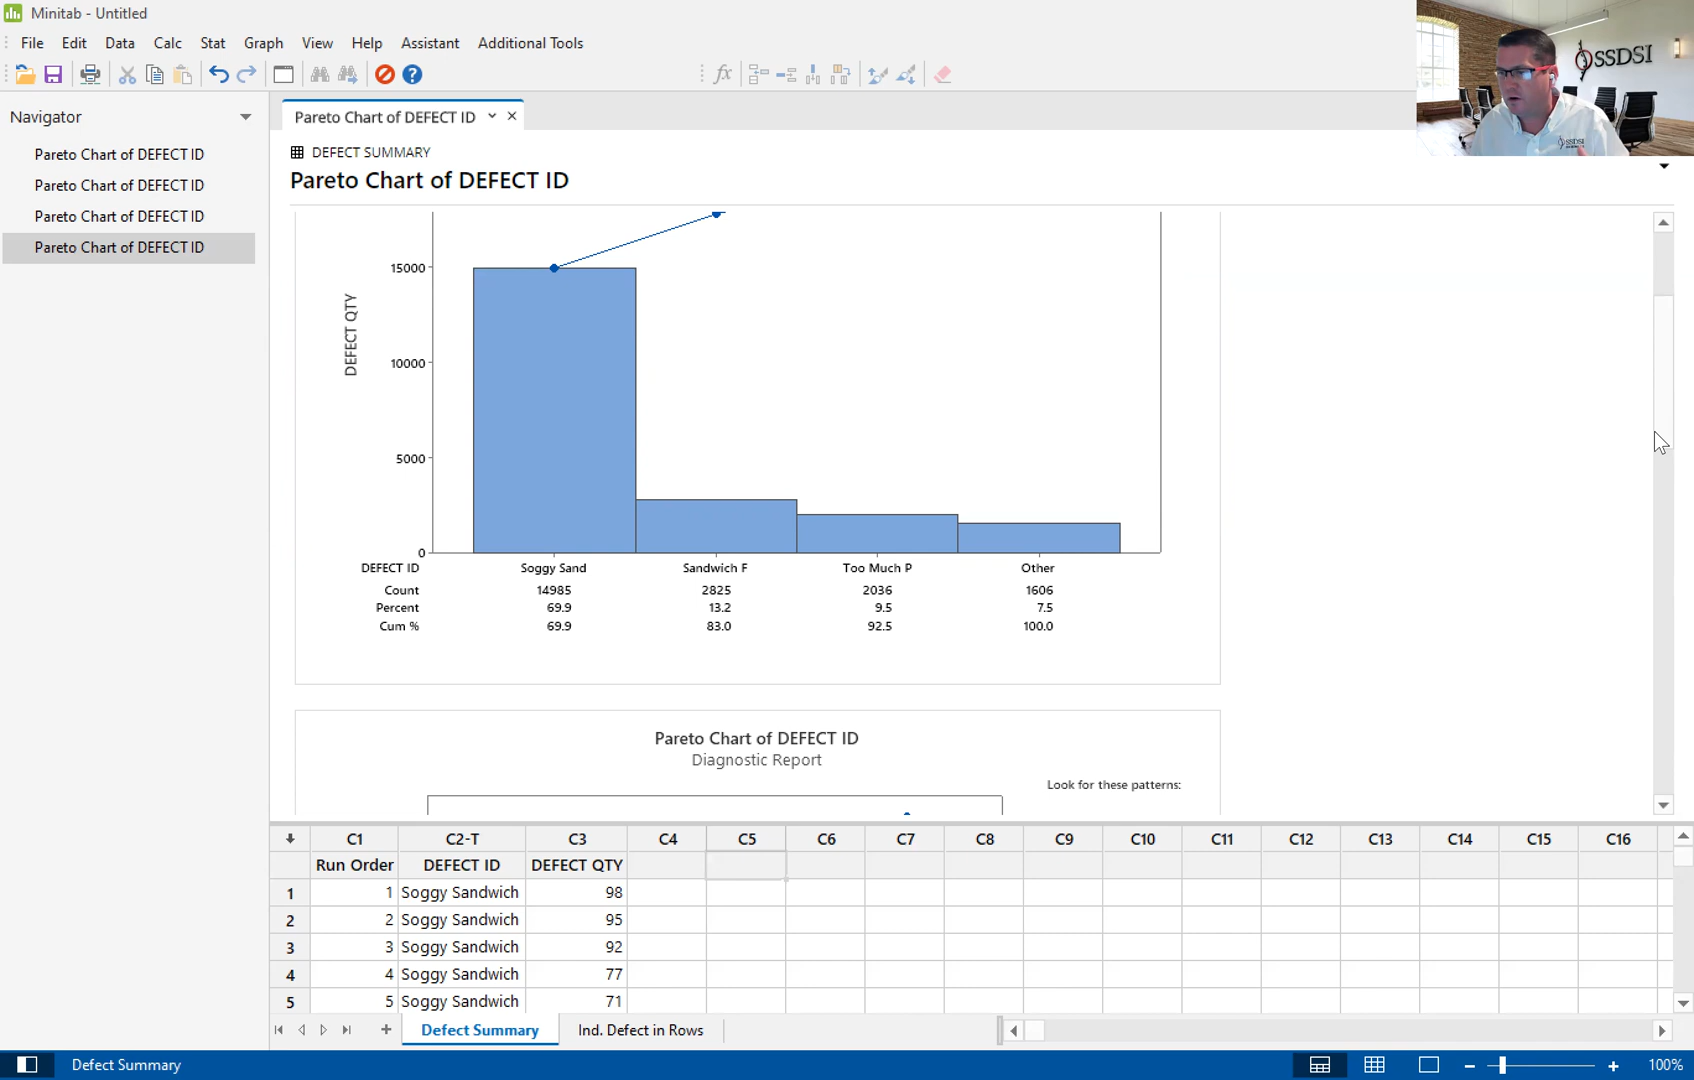 Minitab - Untitled
File Edit Data Calc Stat Graph View Help Assistant Additional Tools
SSDSI
SSDSI
Navigator
Pareto Chart of DEFECT ID
Pareto Chart of DEFECT ID
Pareto Chart of DEFECT ID
Pareto Chart of DEFECT ID
Pareto Chart of DEFECT ID
DEFECT SUMMARY
Pareto Chart of DEFECT ID
DEFECT QTY
15000
10000
5000
0
DEFECT ID Soggy Sand Sandwich F Too Much P Other
Count 14985 2825 2036 1606
Percent 69.9 13.2 9.5 7.5
Cum % 69.9 83.0 92.5 100.0
Pareto Chart of DEFECT ID
Diagnostic Report
Look for these patterns:
C1 C2-T C3 C4 C5 C6 C7 C8 C9 C10 C11 C12 C13 C14 C15 C16
Run Order DEFECT ID DEFECT QTY
1 1 Soggy Sandwich 98
2 2 Soggy Sandwich 95
3 3 Soggy Sandwich 92
4 4 Soggy Sandwich 77
5 5 Soggy Sandwich 71
Defect Summary Ind. Defect in Rows
Defect Summary 100%